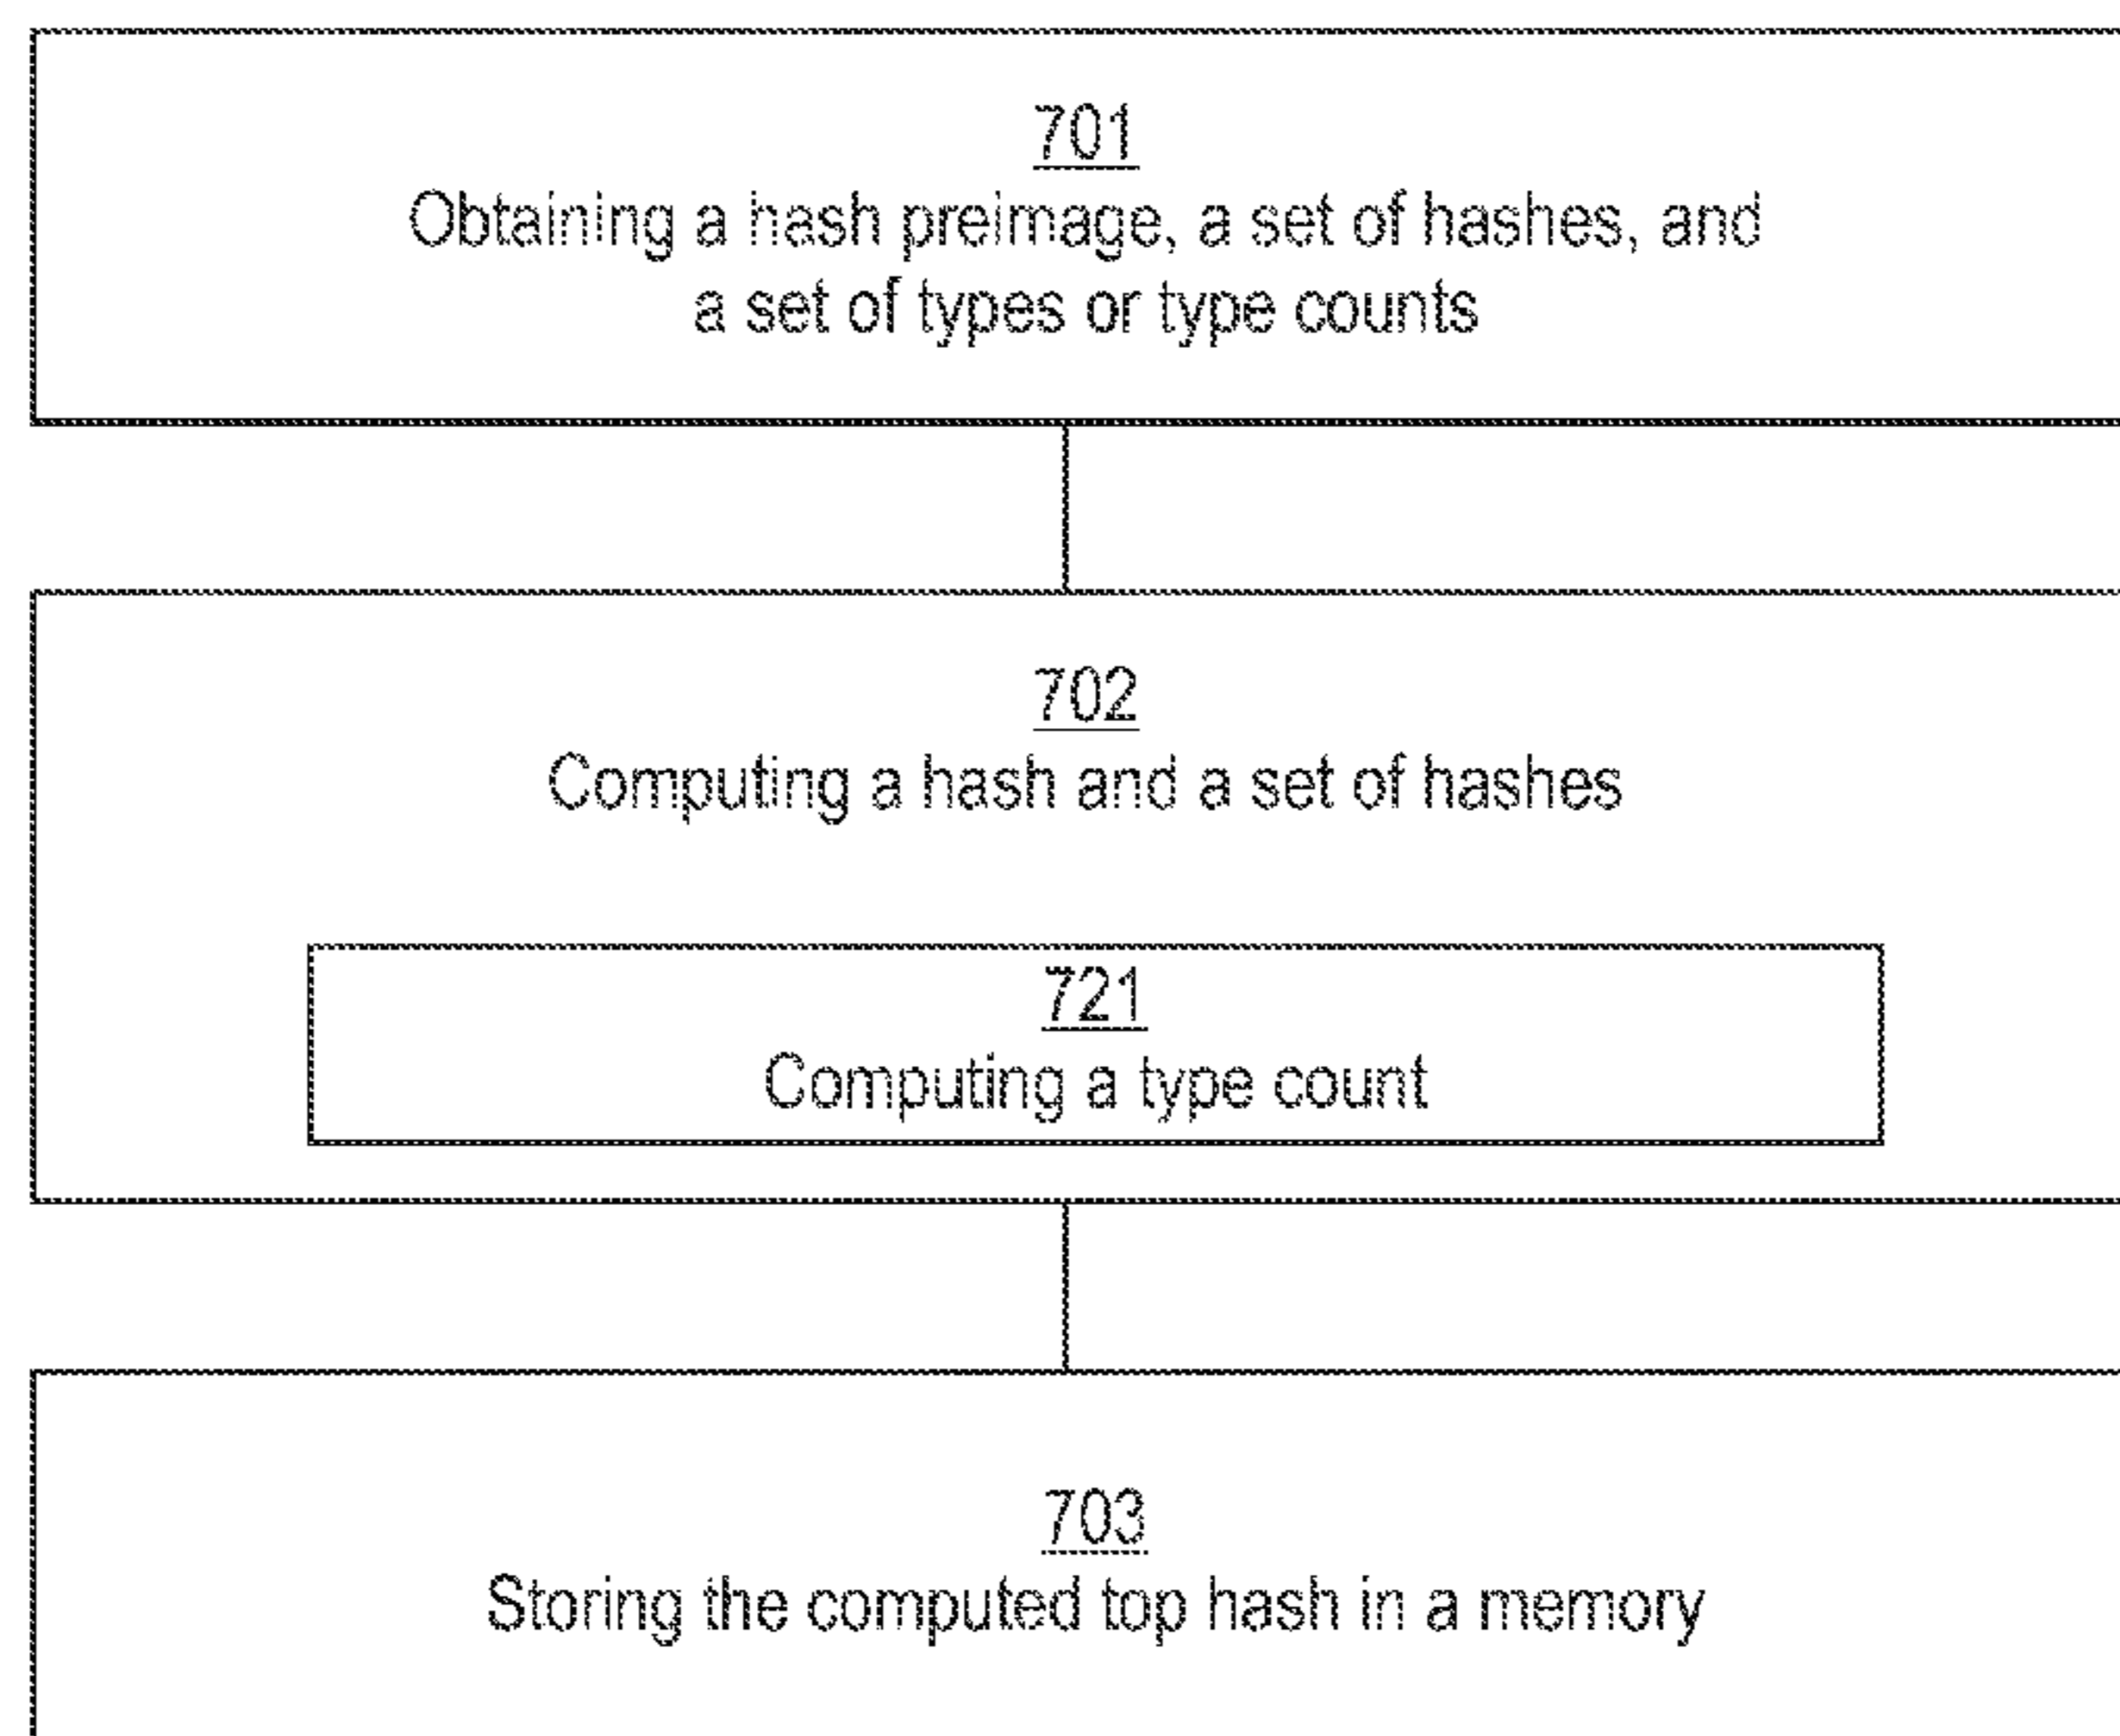 701
Obtaining a hash preimage, a set of hashes, and
a set of types or type counts
702
Computing a hash and a set of hashes
721
Computing a type count
703
Storing the computed top hash in a memory